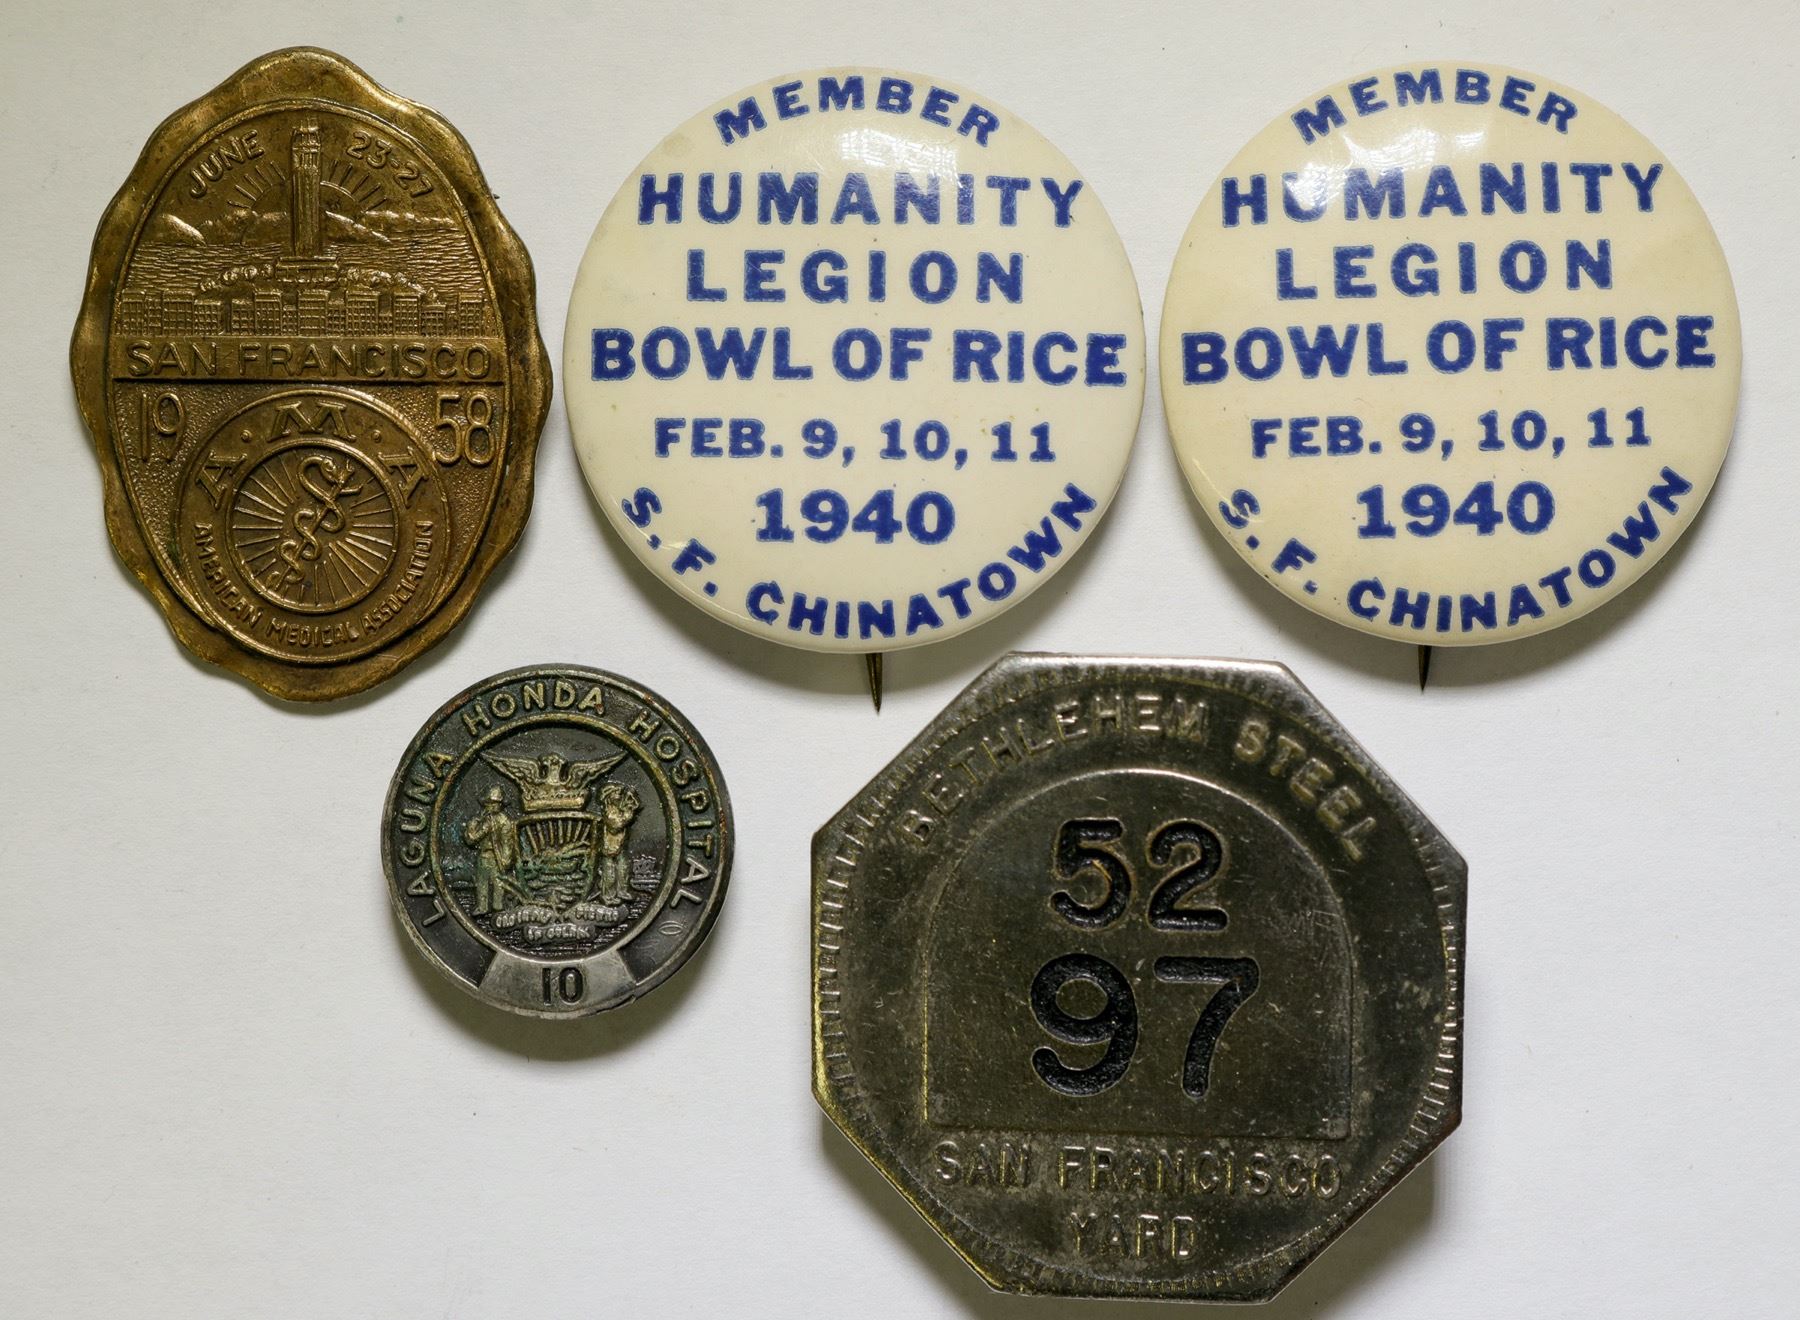 JUNE 23-27
SAN FRANCISCO
1958
A·M·A
AMERICAN MEDICAL ASSOCIATION
MEMBER
HUMANITY
LEGION
BOWL OF RICE
FEB. 9, 10, 11
1940
S. F. CHINATOWN
MEMBER
HUMANITY
LEGION
BOWL OF RICE
FEB. 9, 10, 11
1940
S. F. CHINATOWN
LAGUNA HONDA HOSPITAL
10
BETHLEHEM STEEL
52
97
SAN FRANCISCO
YARD